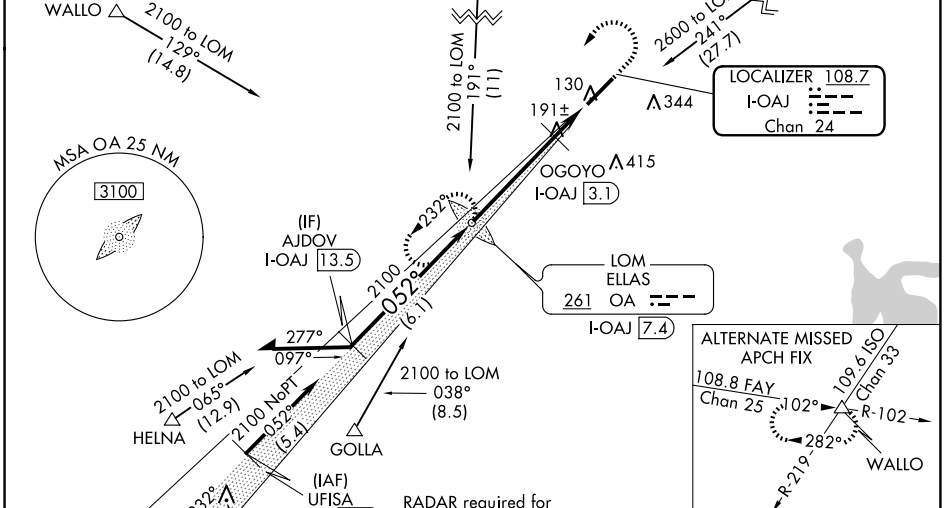 WALLO
2100 to LOM
129°
(14.8)
2100 to LOM
191°
(11)
2600 to LOM
241°
(27.7)
LOCALIZER 108.7
I-OAJ
Chan 24
130
344
191±
415
OGOYO
I-OAJ 3.1
MSA OA 25 NM
3100
232°
(IF)
AJDOV
I-OAJ 13.5
LOM
ELLAS
261 OA
I-OAJ 7.4
2100
052°
(6.1)
277°
097°
2100 to LOM
065°
(12.9)
HELNA
2100 NoPT
052°
(5.4)
2100 to LOM
038°
(8.5)
GOLLA
(IAF)
UFISA
232°
RADAR required for
ALTERNATE MISSED
APCH FIX
109.6 ISO
Chan 33
108.8 FAY
Chan 25
102°
R-102
282°
WALLO
R-219